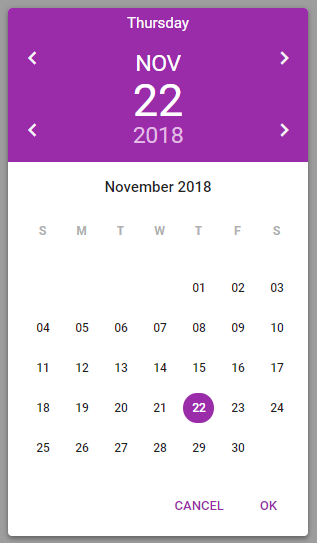 Thursday
NOV
22
2018
November 2018
S M T W T F S
01 02 03
04 05 06 07 08 09 10
11 12 13 14 15 16 17
18 19 20 21 22 23 24
25 26 27 28 29 30
CANCEL OK